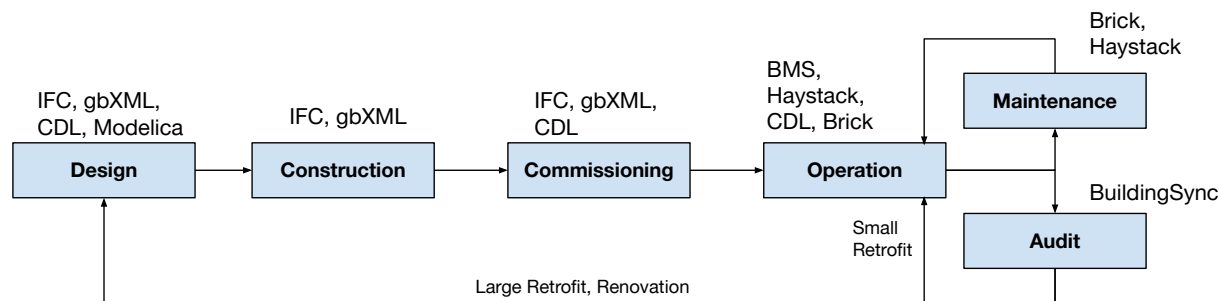 IFC, gbXML,
CDL, Modelica
Design
IFC, gbXML
Construction
IFC, gbXML,
CDL
Commissioning
BMS,
Haystack,
CDL, Brick
Operation
Brick,
Haystack
Maintenance
BuildingSync
Audit
Small
Retrofit
Large Retrofit, Renovation